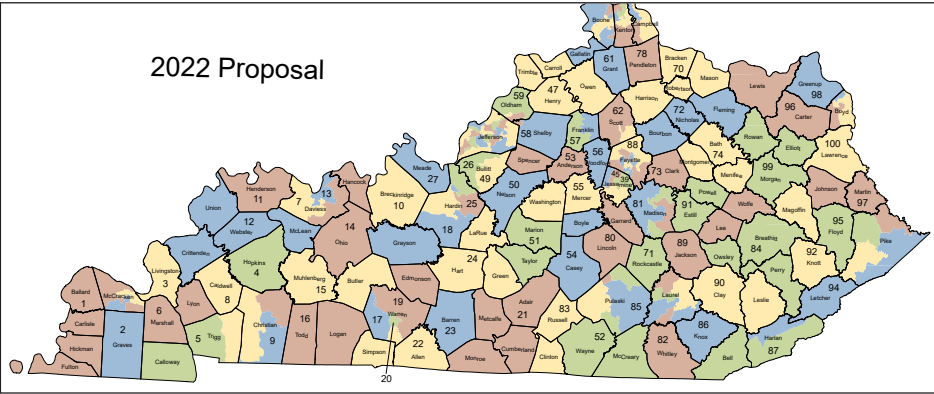 2022 Proposal
Boone
Kenton
Campbell
Gallatin
61
Grant
78
Pendleton
Bracken
70
Mason
Robertson
Trimble
Carroll
Owen
47
Henry
Harrison
Lewis
Greenup
98
59
Oldham
62
Scott
72
Nicholas
Fleming
96
Carter
Boyd
Jefferson
58 Shelby
Franklin
57
56
Woodford
Bourbon
88
Fayette
Bath
74
Rowan
Elliott
100
Lawrence
Spencer
53
Anderson
45
Jessamine
39
73
Clark
Montgomery
Menifee
99
Morgan
Johnson
Martin
97
26
Bullitt
49
Meade
27
Hancock
Henderson
11
7
Daviess
13
Breckinridge
10
Hardin
25
50
Nelson
Washington
55
Mercer
81
Madison
Powell
91
Estill
Wolfe
Magoffin
95
Floyd
Pike
Union
12
Webster
McLean
14
Ohio
18
LaRue
Marion
51
Boyle
Garrard
80
Lincoln
71
Rockcastle
89
Jackson
Lee
Owsley
Breathitt
84
92
Knott
Crittenden
Hopkins
4
Grayson
24
Hart
Green
Taylor
54
Casey
Perry
94
Letcher
Livingston
3
Caldwell
8
Muhlenburg
15
Butler
Edmonson
Laurel
90
Clay
Leslie
Ballard
1
McCracken
6
Marshall
Lyon
19
Warren
17
Barren
23
Metcalfe
Adair
21
83
Russell
Pulaski
85
86
Knox
Harlan
87
Carlisle
2
Graves
5
Trigg
Christian
9
16
Todd
Logan
Simpson
22
Allen
Monroe
Cumberland
Clinton
52
Wayne
McCreary
82
Whitley
Bell
Hickman
Fulton
Calloway
20